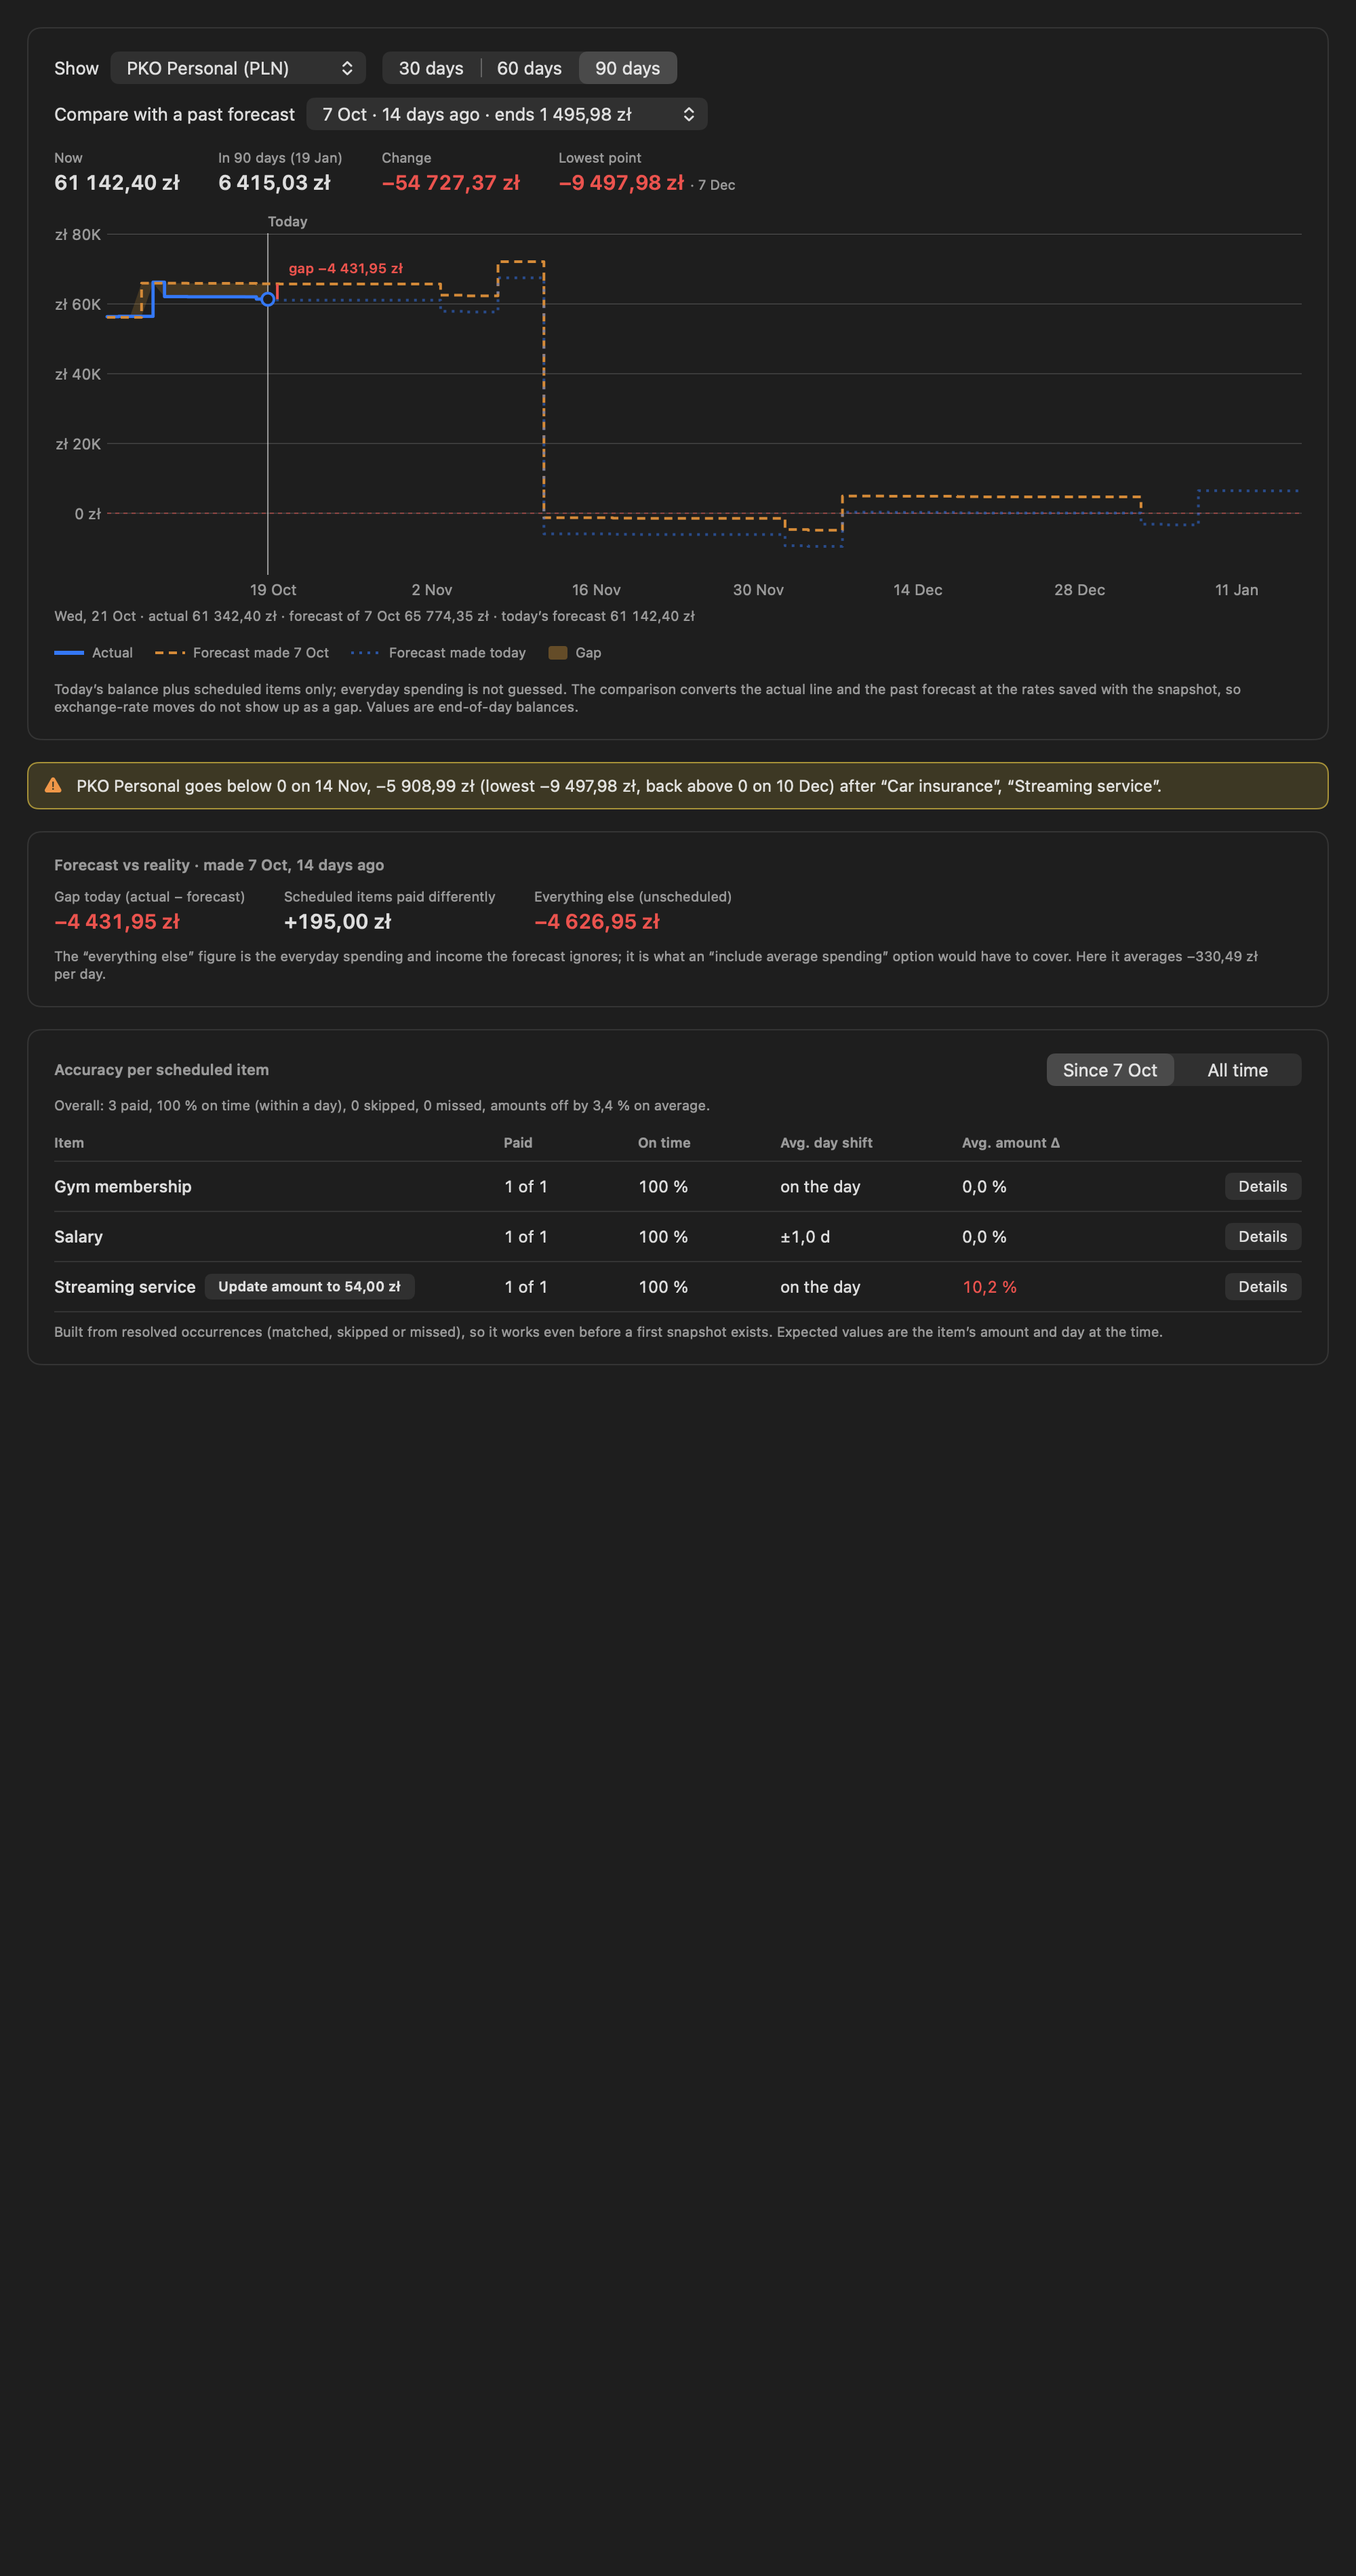 Show PKO Personal (PLN) 30 days 60 days 90 days
Compare with a past forecast 7 Oct · 14 days ago · ends 1 495,98 zł
Now In 90 days (19 Jan) Change Lowest point
61 142,40 zł 6 415,03 zł −54 727,37 zł −9 497,98 zł · 7 Dec
Today
zł 80K
gap −4 431,95 zł
zł 60K
zł 40K
zł 20K
0 zł
19 Oct 2 Nov 16 Nov 30 Nov 14 Dec 28 Dec 11 Jan
Wed, 21 Oct · actual 61 342,40 zł · forecast of 7 Oct 65 774,35 zł · today’s forecast 61 142,40 zł
Actual Forecast made 7 Oct Forecast made today Gap
Today’s balance plus scheduled items only; everyday spending is not guessed. The comparison converts the actual line and the past forecast at the rates saved with the snapshot, so
exchange-rate moves do not show up as a gap. Values are end-of-day balances.
PKO Personal goes below 0 on 14 Nov, −5 908,99 zł (lowest −9 497,98 zł, back above 0 on 10 Dec) after “Car insurance”, “Streaming service”.
Forecast vs reality · made 7 Oct, 14 days ago
Gap today (actual – forecast) Scheduled items paid differently Everything else (unscheduled)
−4 431,95 zł +195,00 zł −4 626,95 zł
The “everything else” figure is the everyday spending and income the forecast ignores; it is what an “include average spending” option would have to cover. Here it averages −330,49 zł
per day.
Accuracy per scheduled item Since 7 Oct All time
Overall: 3 paid, 100 % on time (within a day), 0 skipped, 0 missed, amounts off by 3,4 % on average.
Item Paid On time Avg. day shift Avg. amount Δ
Gym membership 1 of 1 100 % on the day 0,0 % Details
Salary 1 of 1 100 % ±1,0 d 0,0 % Details
Streaming service Update amount to 54,00 zł 1 of 1 100 % on the day 10,2 % Details
Built from resolved occurrences (matched, skipped or missed), so it works even before a first snapshot exists. Expected values are the item’s amount and day at the time.